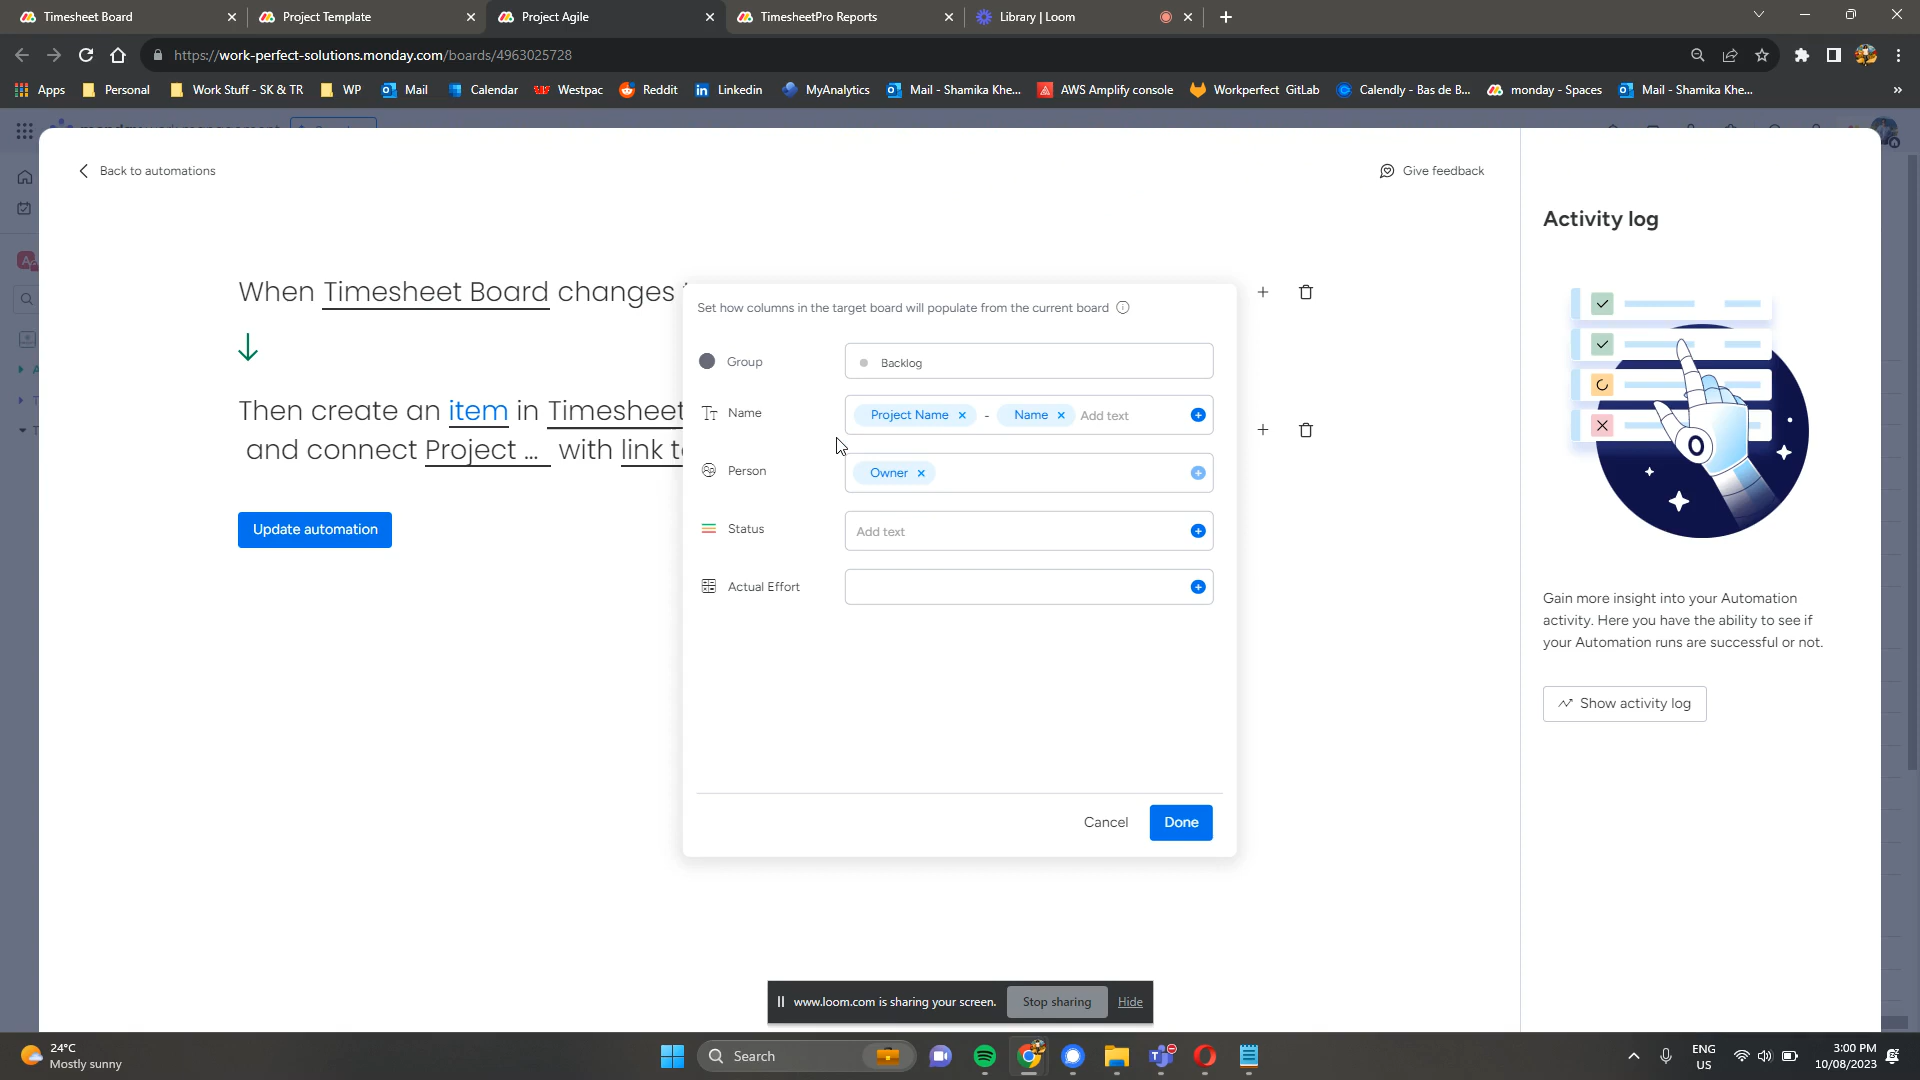 Timesheet Board
Project Template
Project Agile
TimesheetPro Reports
Library | Loom
https://work-perfect-solutions.monday.com/boards/4963025728
Apps
Personal
Work Stuff - SK & TR
WP
Mail
Calendar
Westpac
Reddit
Linkedin
MyAnalytics
Mail - Shamika Khe...
AWS Amplify console
Workperfect GitLab
Calendly - Bas de B...
monday - Spaces
Mail - Shamika Khe...
»
Back to automations
Give feedback
When Timesheet Board changes
Then create an item in Timesheet
and connect Project ... with link
Update automation
Set how columns in the target board will populate from the current board
Group
Backlog
Name
Project Name × - Name × Add text
Person
Owner ×
Status
Add text
Actual Effort
Cancel
Done
Activity log
Gain more insight into your Automation
activity. Here you have the ability to see if
your Automation runs are successful or not.
Show activity log
www.loom.com is sharing your screen.
Stop sharing
Hide
24°C
Mostly sunny
Search
ENG
US
3:00 PM
10/08/2023